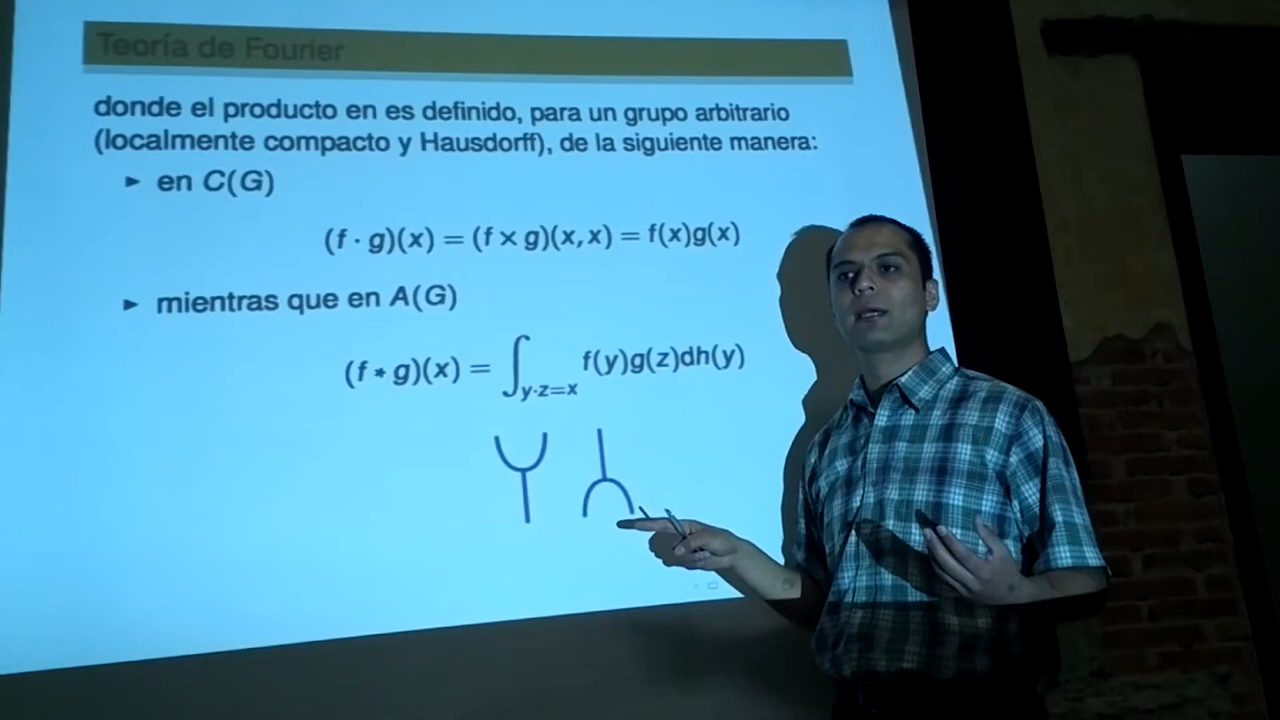 Teoría de Fourier
donde el producto en es definido, para un grupo arbitrario
(localmente compacto y Hausdorff), de la siguiente manera:
► en C(G)
(f · g)(x) = (f × g)(x, x) = f(x)g(x)
► mientras que en A(G)
(f * g)(x) = ∫_{y·z=x} f(y)g(z)dh(y)